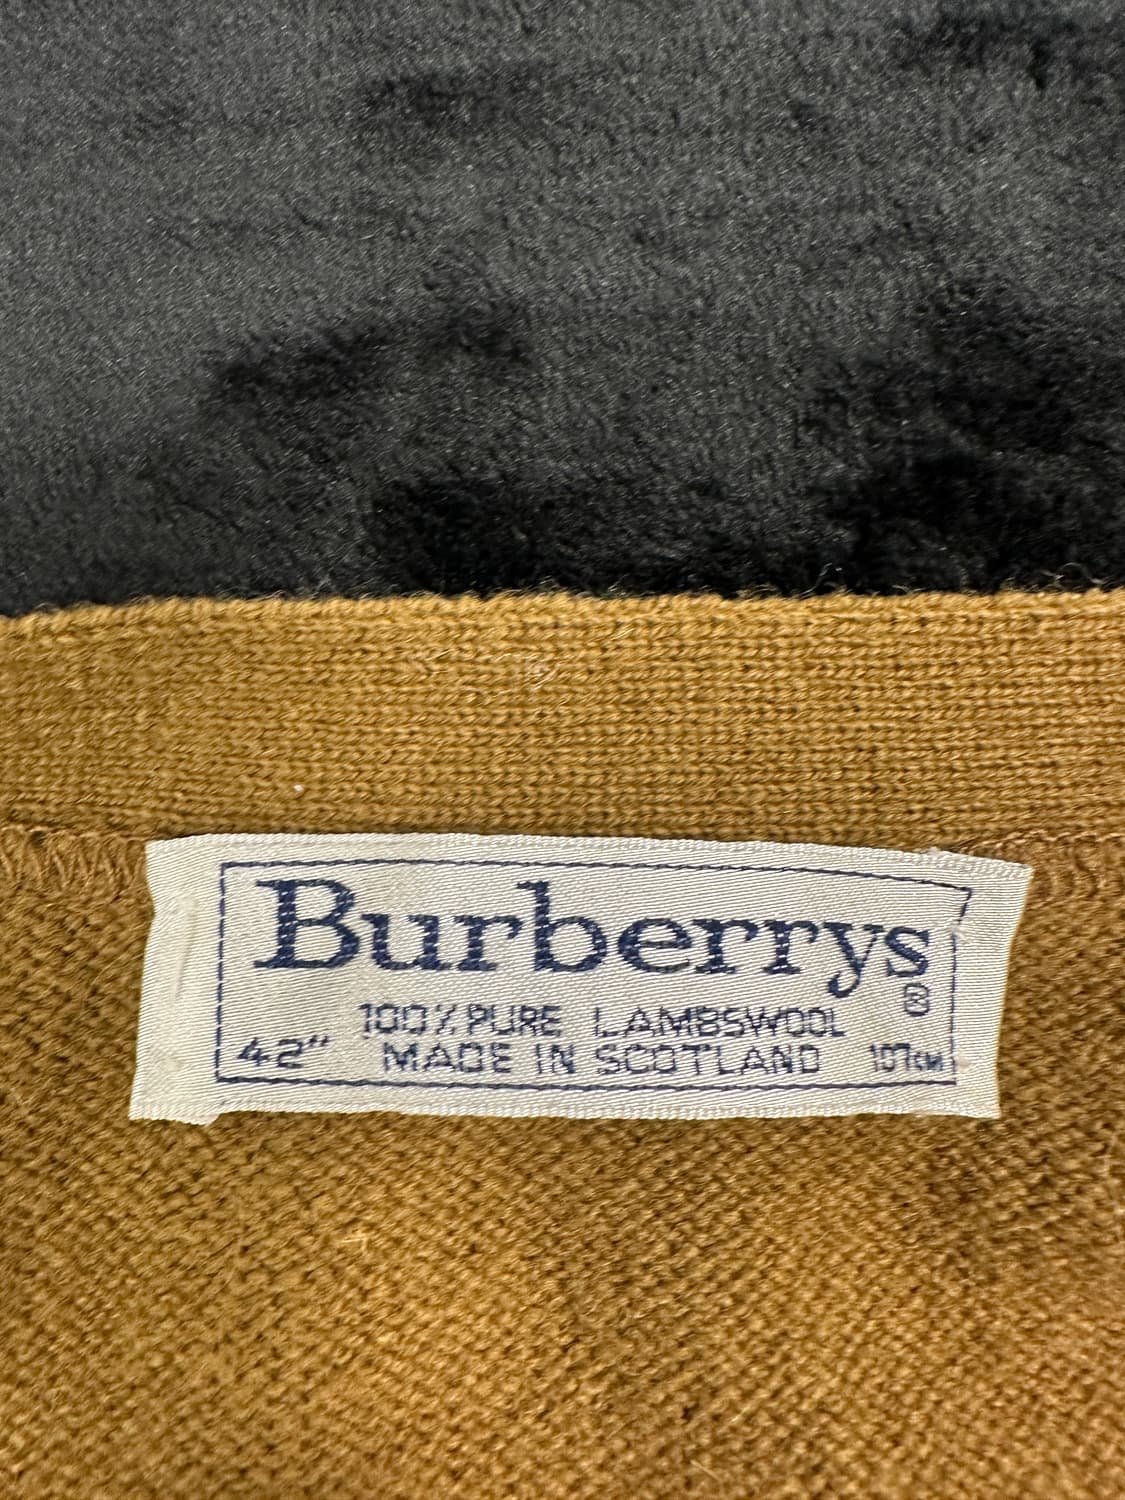 Burberrys
®
100% PURE LAMBSWOOL
42" MADE IN SCOTLAND 107CM